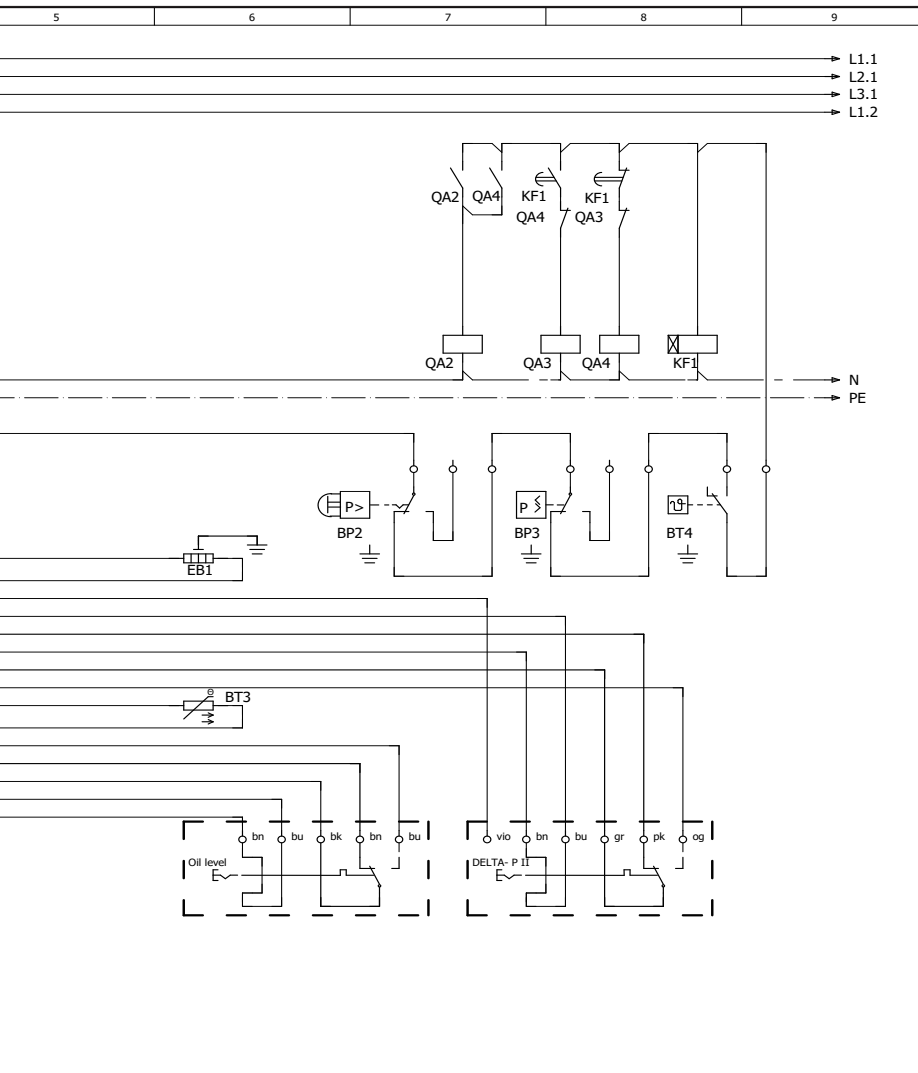 5 6 7 8 9
L1.1
L2.1
L3.1
L1.2
QA2 QA4 KF1 KF1
QA4 QA3
QA2 QA3 QA4 KF1
N
PE
P> P
BP2 BP3 BT4
EB1
BT3
bn bu bk bn bu vio bn bu gr pk og
Oil level DELTA- P II